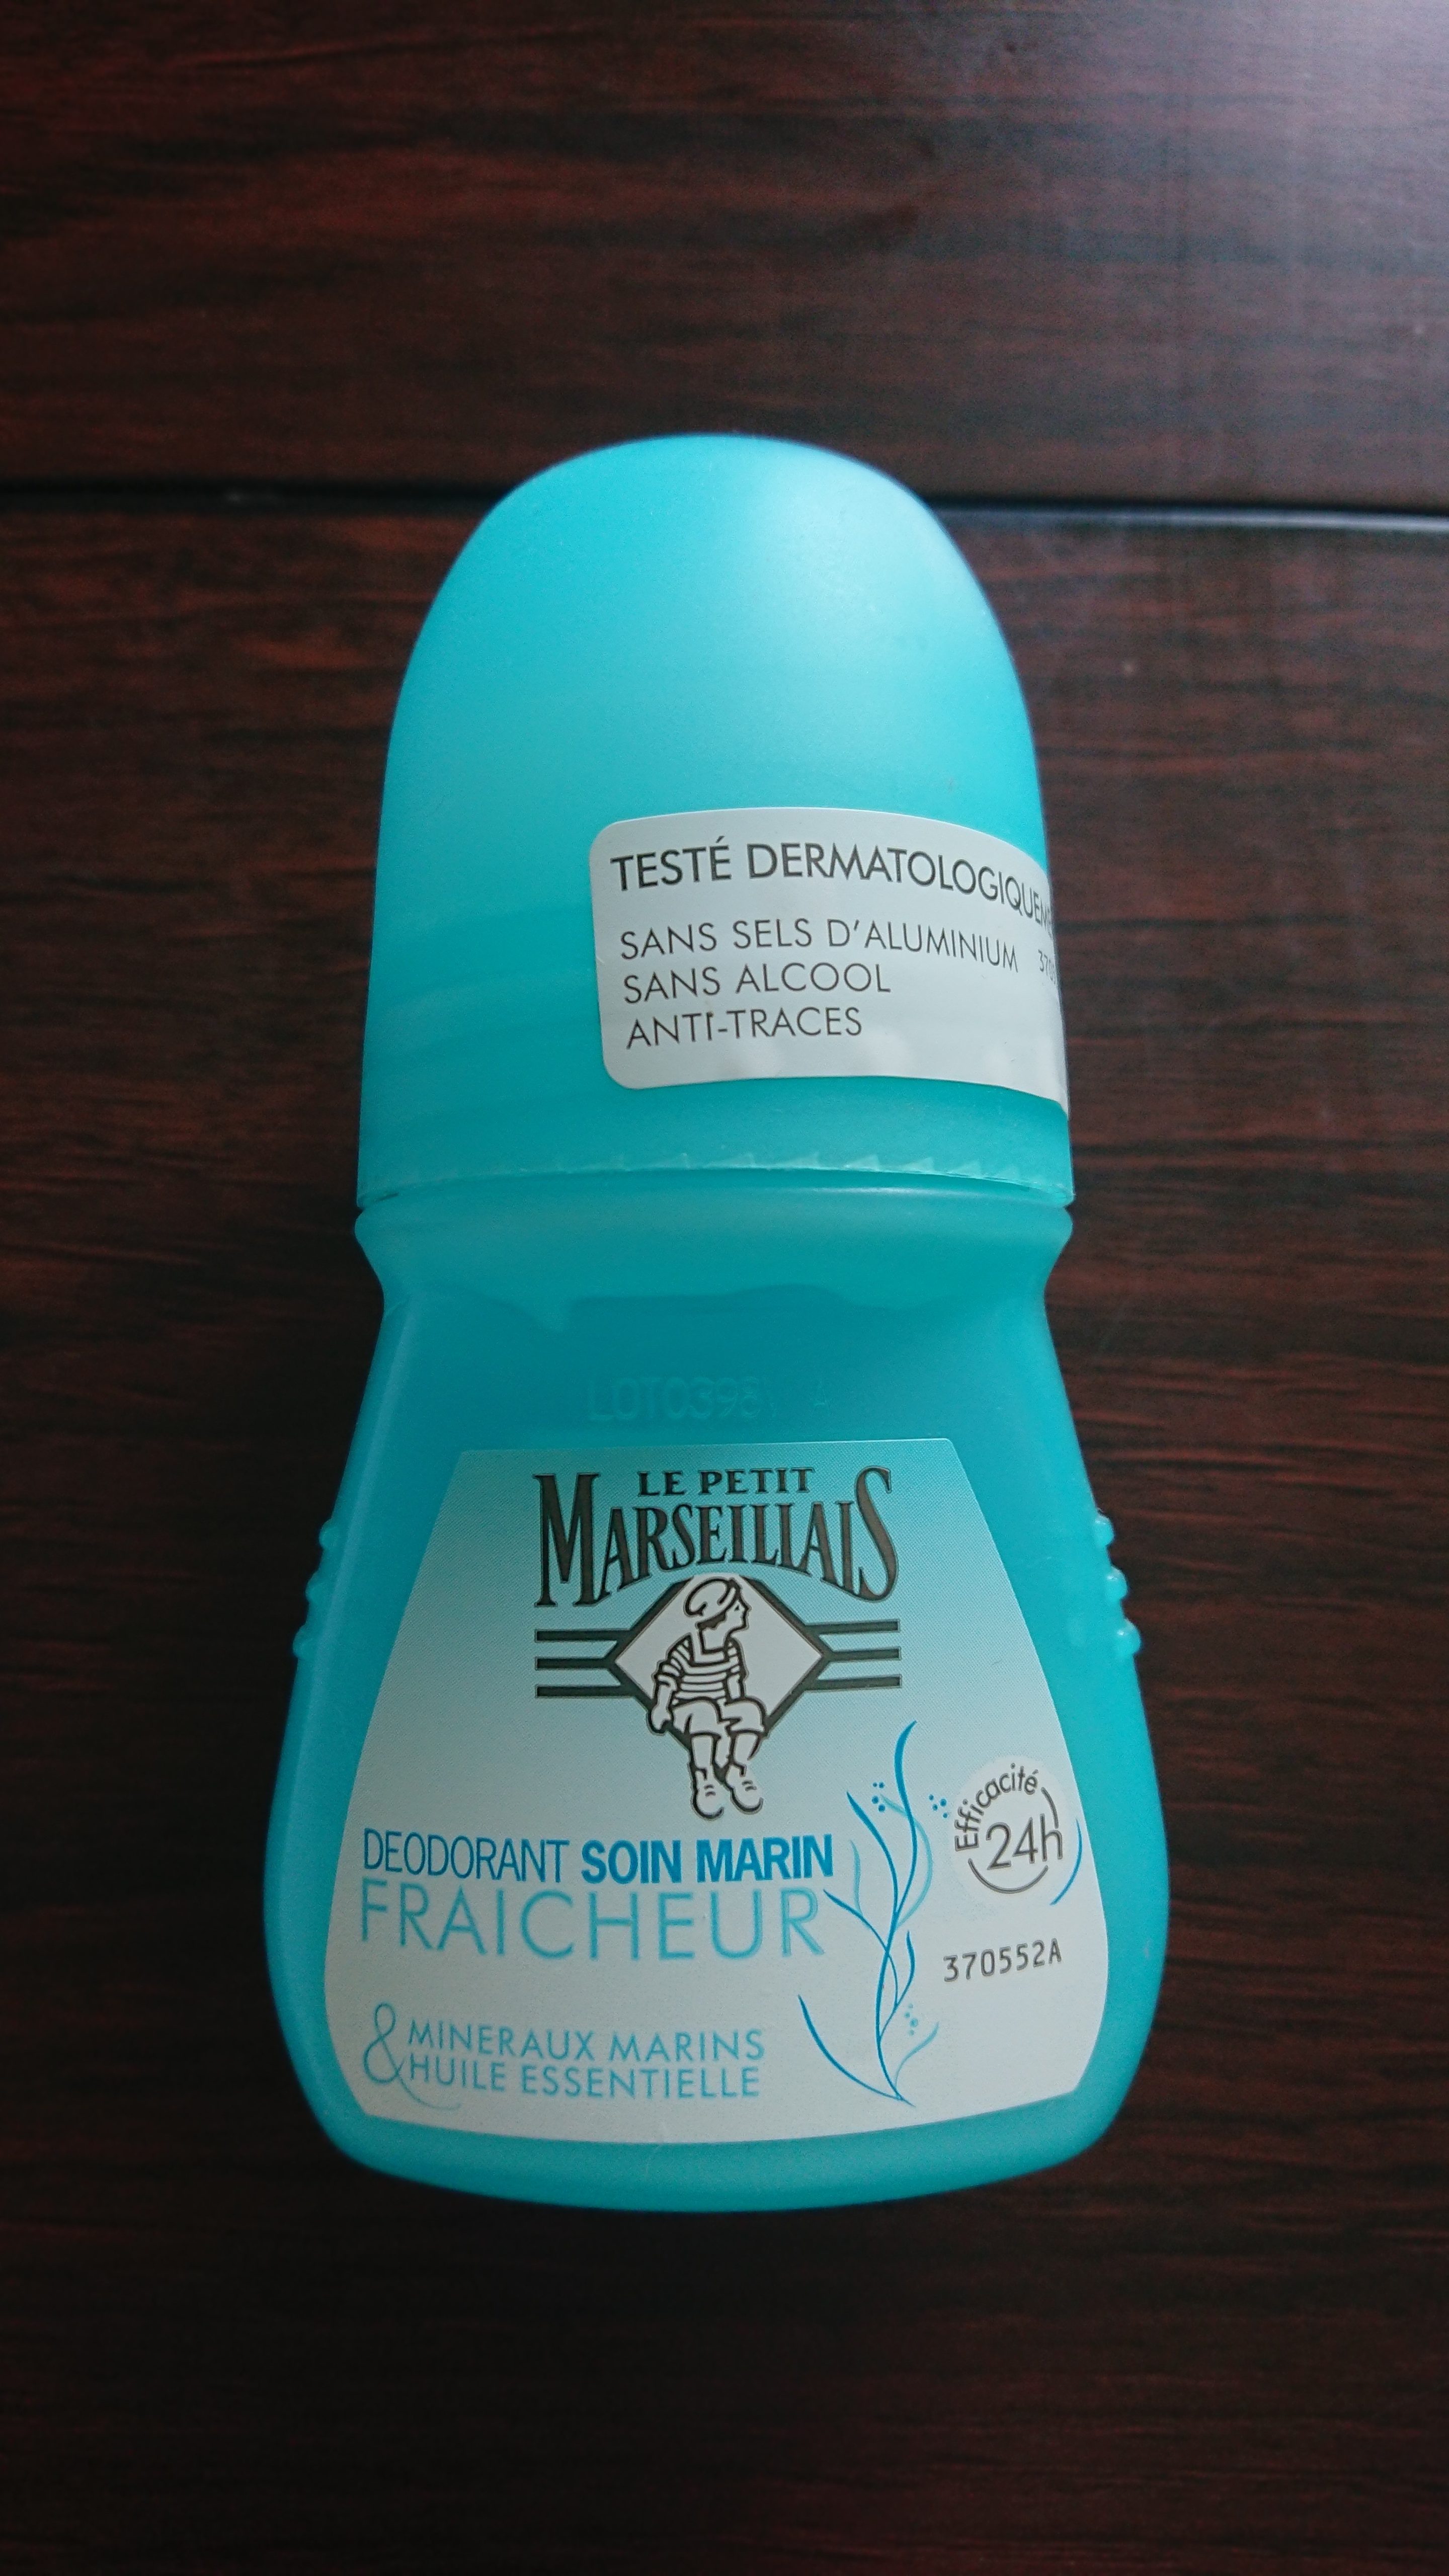 TESTÉ DERMATOLOGIQUEM
SANS SELS D'ALUMINIUM
SANS ALCOOL
ANTI-TRACES
LE PETIT
MARSEILLAIS
DEODORANT SOIN MARIN
FRAICHEUR
Efficacité
24h
370552A
& MINERAUX MARINS
HUILE ESSENTIELLE